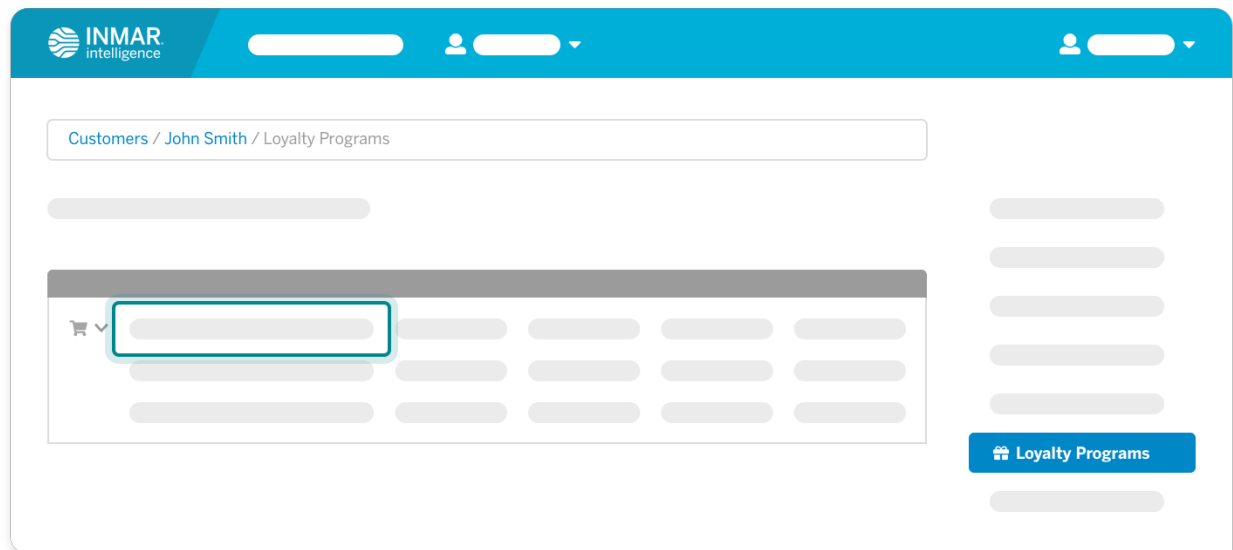 INMAR
intelligence
Customers / John Smith / Loyalty Programs
Loyalty Programs